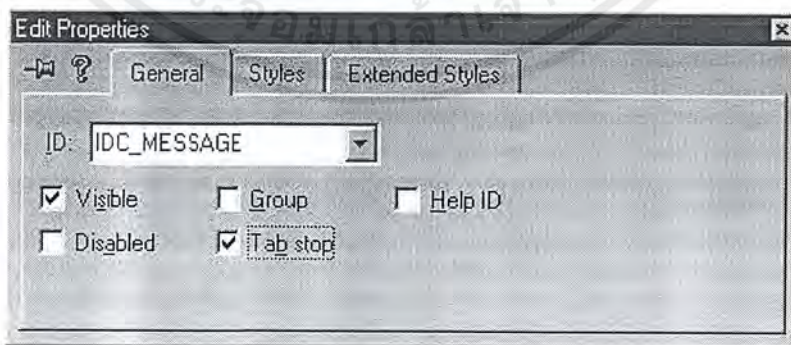 Edit Properties
General Styles Extended Styles
ID: IDC_MESSAGE
Visible Group Help ID
Disabled Tab stop